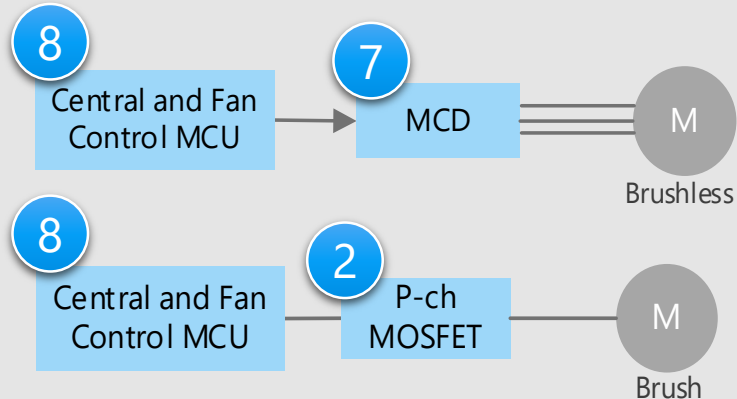 8
7
Central and Fan
Control MCU
MCD
M
Brushless
8
2
Central and Fan
Control MCU
P-ch
MOSFET
M
Brush